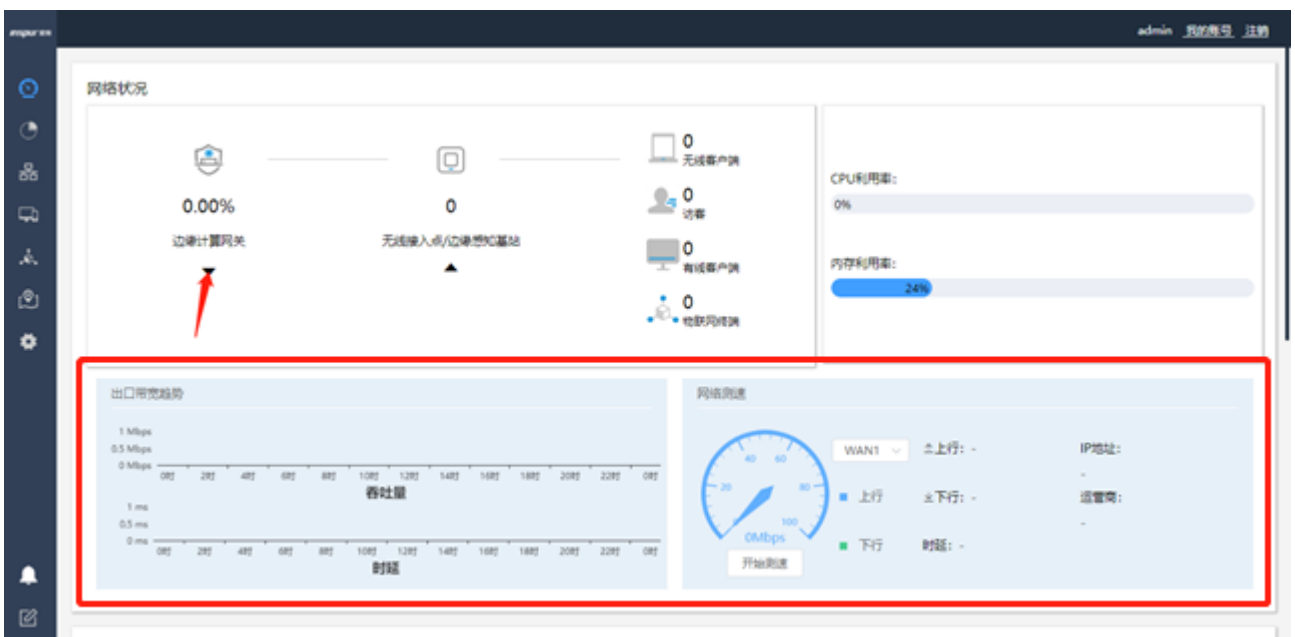 inspur 浪潮
admin 我的账号 注销
网络状况
0.00%
边缘计算网关
0
无线接入点/边缘感知基站
0
无线客户端
0
访客
0
有线客户端
0
物联网终端
CPU利用率:
0%
内存利用率:
24%
出口带宽趋势
1 Mbps
0.5 Mbps
0 Mbps
0时 2时 4时 6时 8时 10时 12时 14时 16时 18时 20时 22时 0时
吞吐量
1 ms
0.5 ms
0 ms
0时 2时 4时 6时 8时 10时 12时 14时 16时 18时 20时 22时 0时
时延
网络测速
0 20 40 60 80 100
0Mbps
开始测速
WAN1
上行
下行
上行: -
下行: -
时延: -
IP地址:
-
运营商:
-